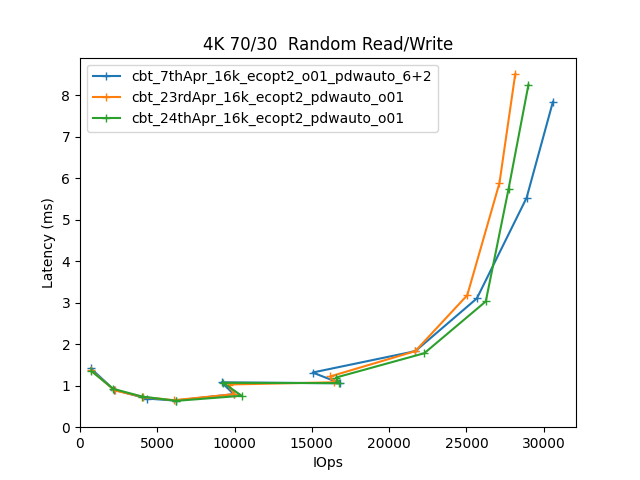 4K 70/30  Random Read/Write
cbt_7thApr_16k_ecopt2_o01_pdwauto_6+2
cbt_23rdApr_16k_ecopt2_pdwauto_o01
cbt_24thApr_16k_ecopt2_pdwauto_o01
Latency (ms)
8
7
6
5
4
3
2
1
0
0 5000 10000 15000 20000 25000 30000
IOps